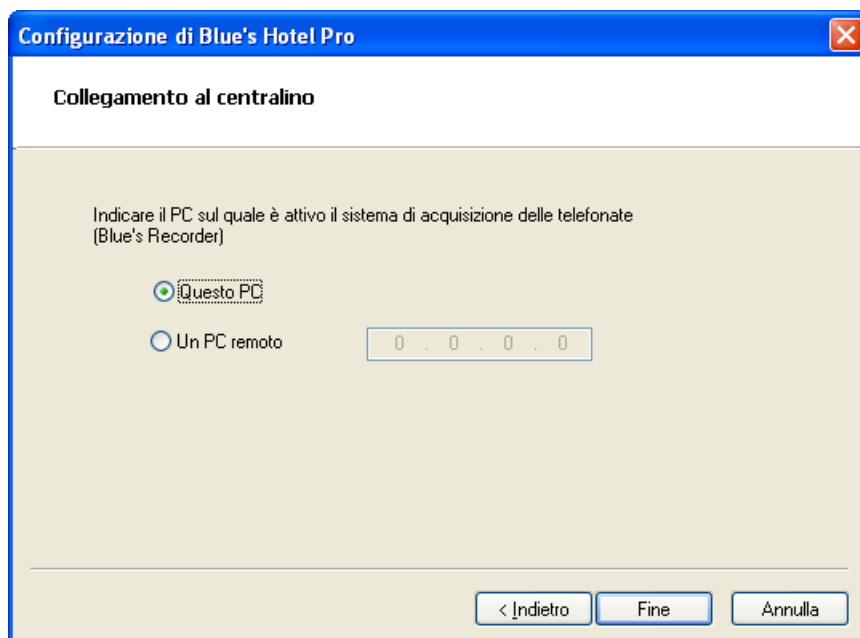 Configurazione di Blue's Hotel Pro
Collegamento al centralino
Indicare il PC sul quale è attivo il sistema di acquisizione delle telefonate
(Blue's Recorder)
Questo PC
Un PC remoto 0 . 0 . 0 . 0
< Indietro Fine Annulla